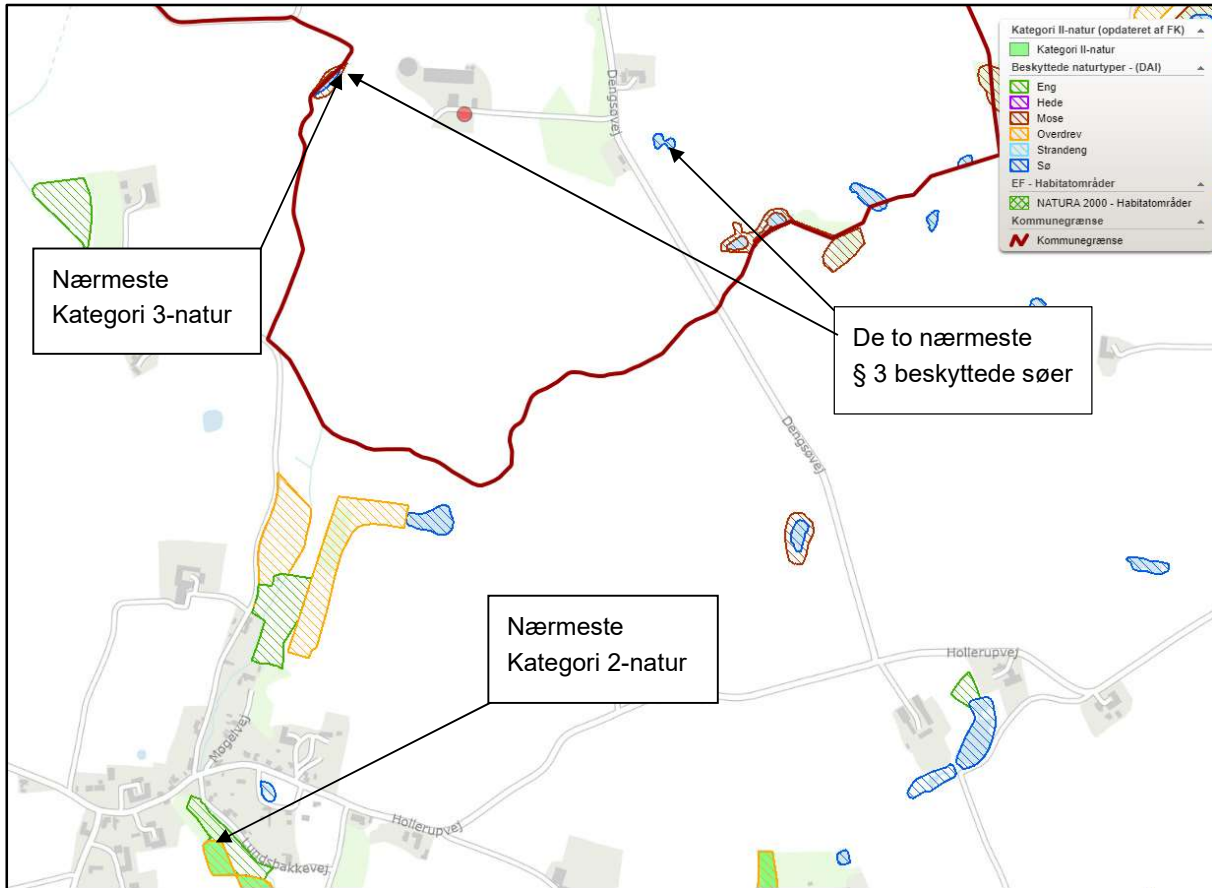 Kategori II-natur (opdateret af FK)
Kategori II-natur
Beskyttede naturtyper - (DAI)
Eng
Hede
Mose
Overdrev
Strandeng
Sø
EF - Habitatområder
NATURA 2000 - Habitatområder
Kommunegrænse
Kommunegrænse
Dengsøvej
Nærmeste
Kategori 3-natur
De to nærmeste
§ 3 beskyttede søer
Dengsøvej
Nærmeste
Kategori 2-natur
Hollerupvej
Møgelvej
Hollerupvej
Lundsbakkevej